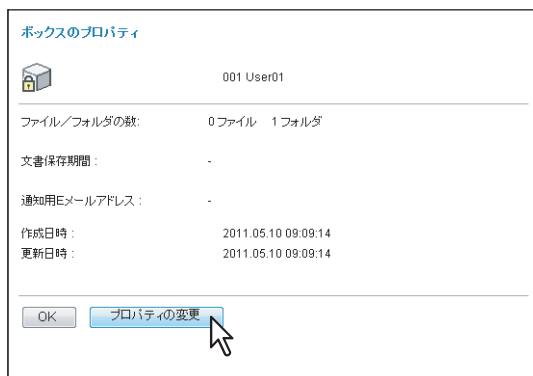 ボックスのプロパティ
001 User01
ファイル／フォルダの数: 0ファイル 1フォルダ
文書保存期間 : -
通知用Eメールアドレス : -
作成日時 : 2011.05.10 09:09:14
更新日時 : 2011.05.10 09:09:14
OK プロパティの変更